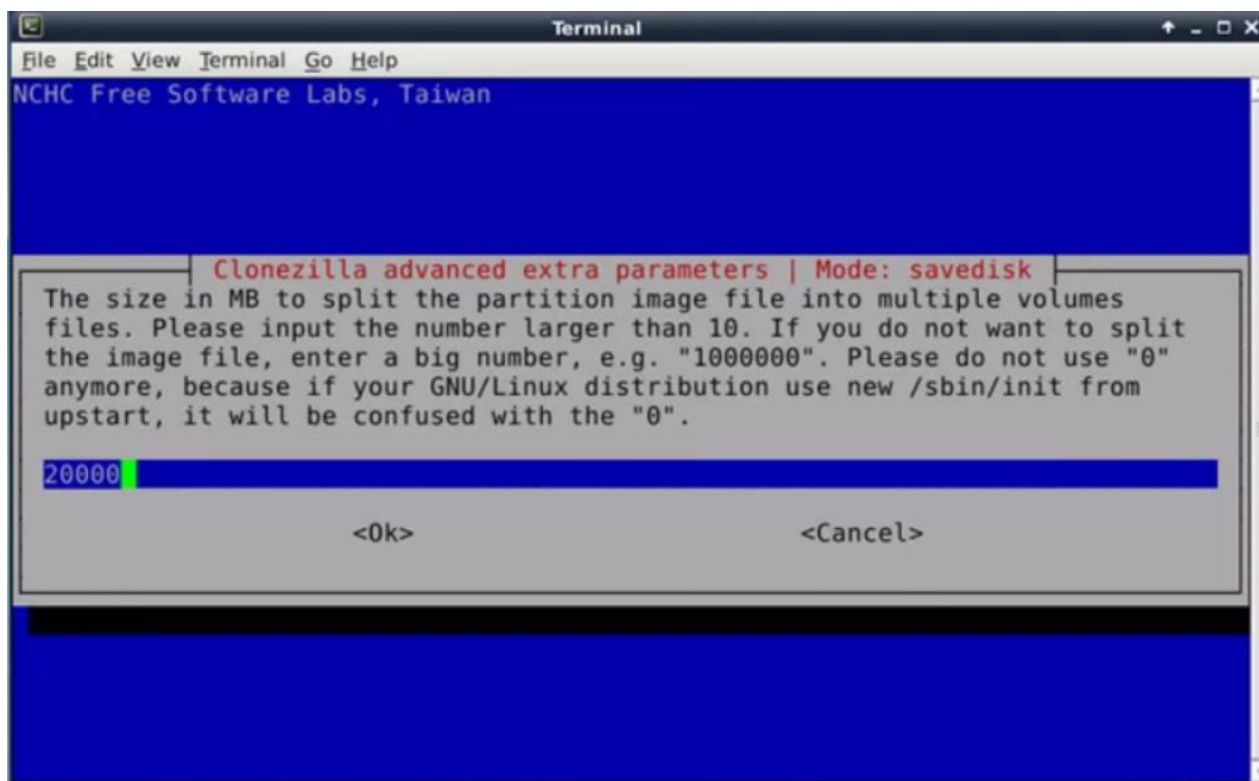 Terminal
File Edit View Terminal Go Help
NCHC Free Software Labs, Taiwan
Clonezilla advanced extra parameters | Mode: savedisk
The size in MB to split the partition image file into multiple volumes
files. Please input the number larger than 10. If you do not want to split
the image file, enter a big number, e.g. "1000000". Please do not use "0"
anymore, because if your GNU/Linux distribution use new /sbin/init from
upstart, it will be confused with the "0".
20000
<Ok> <Cancel>